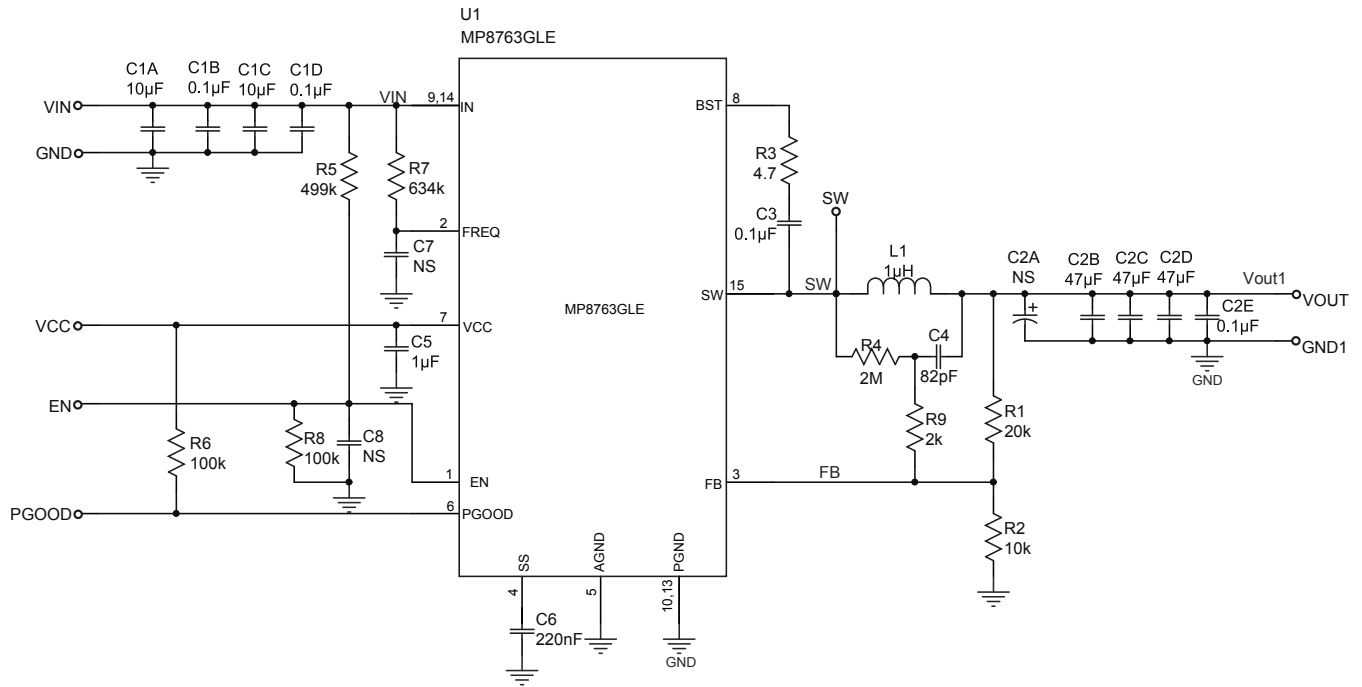 U1
MP8763GLE
C1A
10µF
C1B
0.1µF
C1C
10µF
C1D
0.1µF
VIN
GND
VIN
9,14
IN
R5
499k
R7
634k
2
FREQ
C7
NS
VCC
7
VCC
C5
1µF
EN
R6
100k
R8
100k
C8
NS
1
EN
PGOOD
6
PGOOD
MP8763GLE
SS
4
AGND
5
PGND
10,13
C6
220nF
GND
BST
8
R3
4.7
C3
0.1µF
SW
SW
15
SW
L1
1µH
R4
2M
C4
82pF
R9
2k
R1
20k
FB
3
FB
R2
10k
C2A
NS
C2B
47µF
C2C
47µF
C2D
47µF
C2E
0.1µF
Vout1
VOUT
GND1
GND